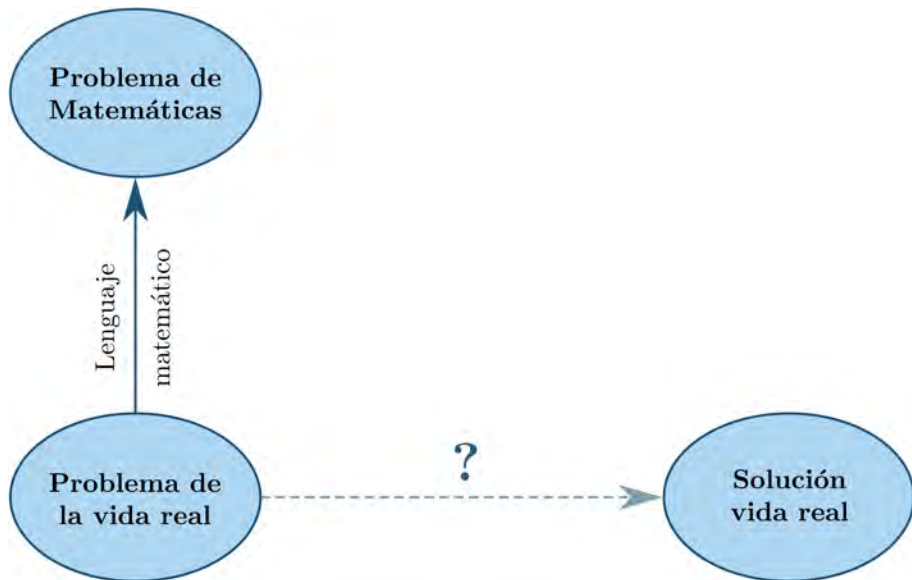 Problema de
Matemáticas
Lenguaje
matemático
Problema de
la vida real
?
Solución
vida real